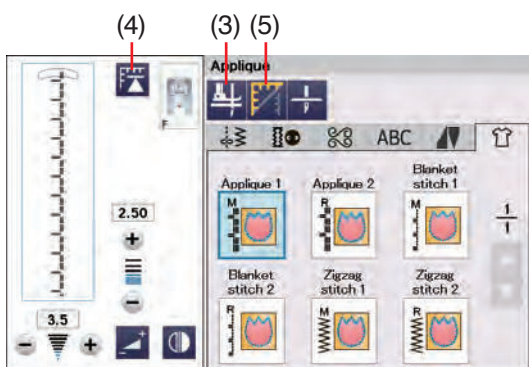 (4) (3) (5)
Applique
F
ABC
Applique 1 Applique 2 Blanket stitch 1
M R M
1
1
2.50
Blanket stitch 2 Zigzag stitch 1 Zigzag stitch 2
R M R
3.5